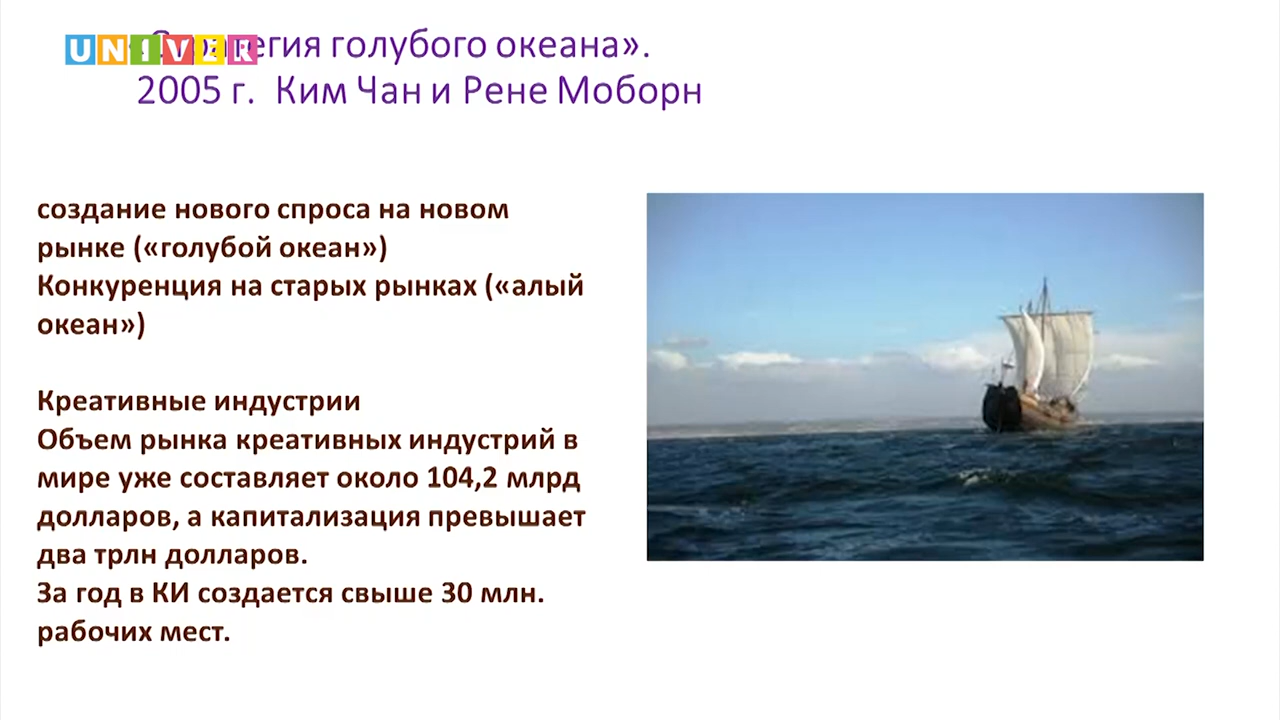 UNIVER
голубого океана».
2005 г. Ким Чан и Рене Моборн
создание нового спроса на новом
рынке («голубой океан»)
Конкуренция на старых рынках («алый
океан»)
Креативные индустрии
Объем рынка креативных индустрий в
мире уже составляет около 104,2 млрд
долларов, а капитализация превышает
два трлн долларов.
За год в КИ создается свыше 30 млн.
рабочих мест.